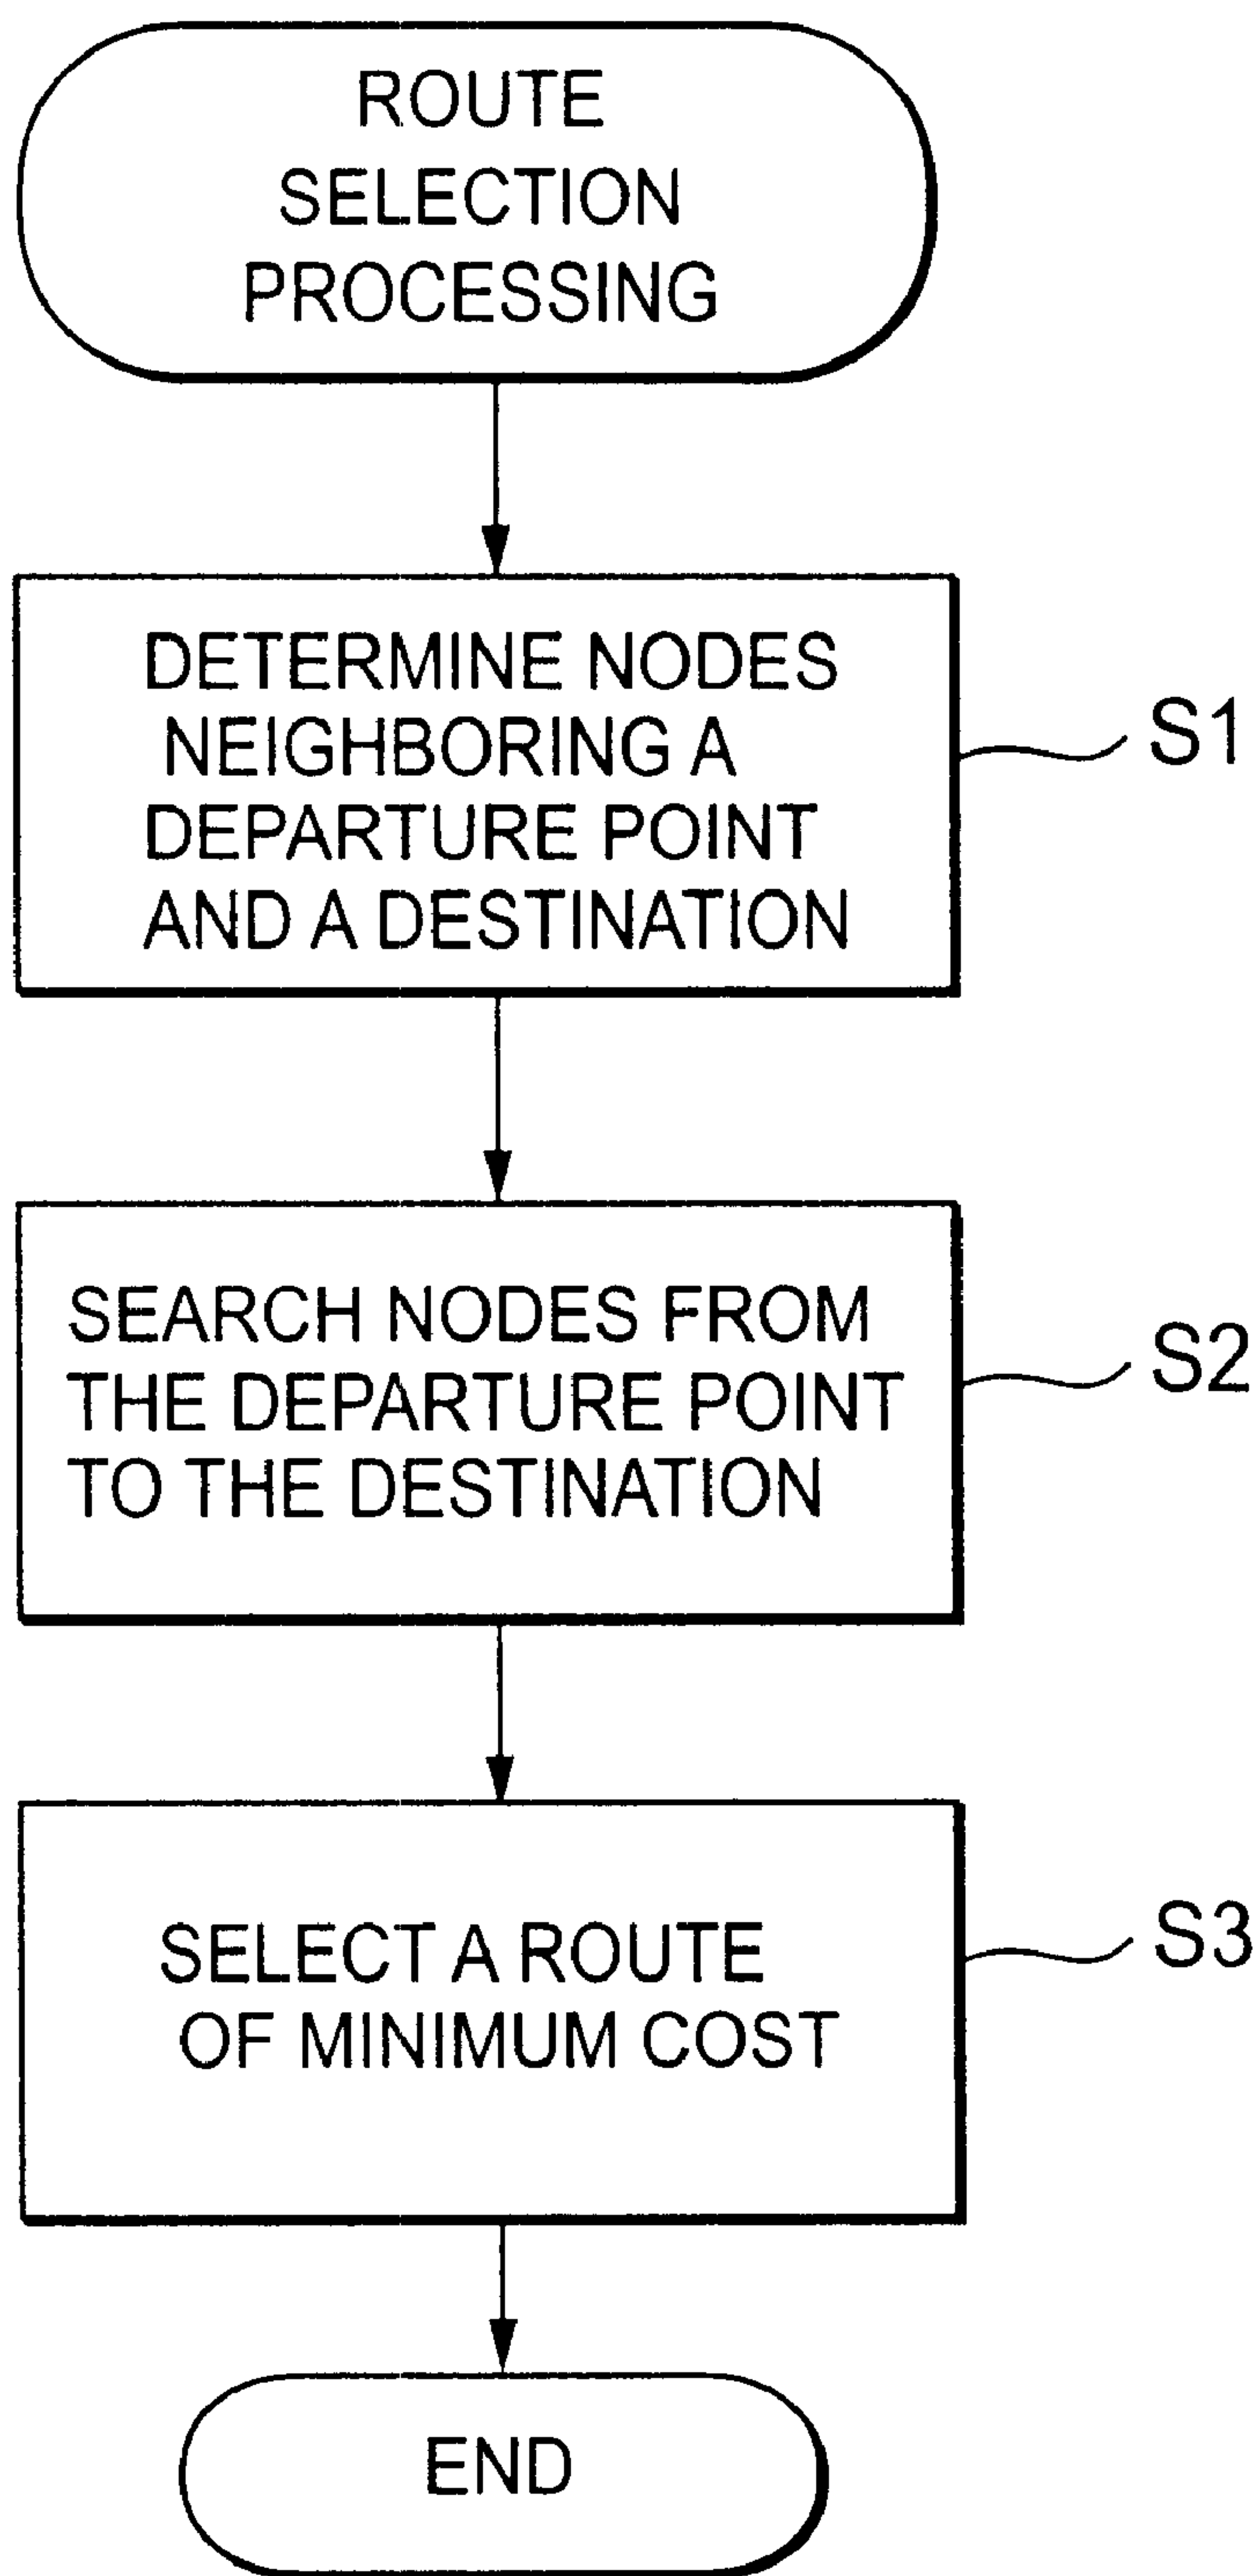 ROUTE
SELECTION
PROCESSING
DETERMINE NODES
NEIGHBORING A
DEPARTURE POINT
AND A DESTINATION
S1
SEARCH NODES FROM
THE DEPARTURE POINT
TO THE DESTINATION
S2
SELECT A ROUTE
OF MINIMUM COST
S3
END